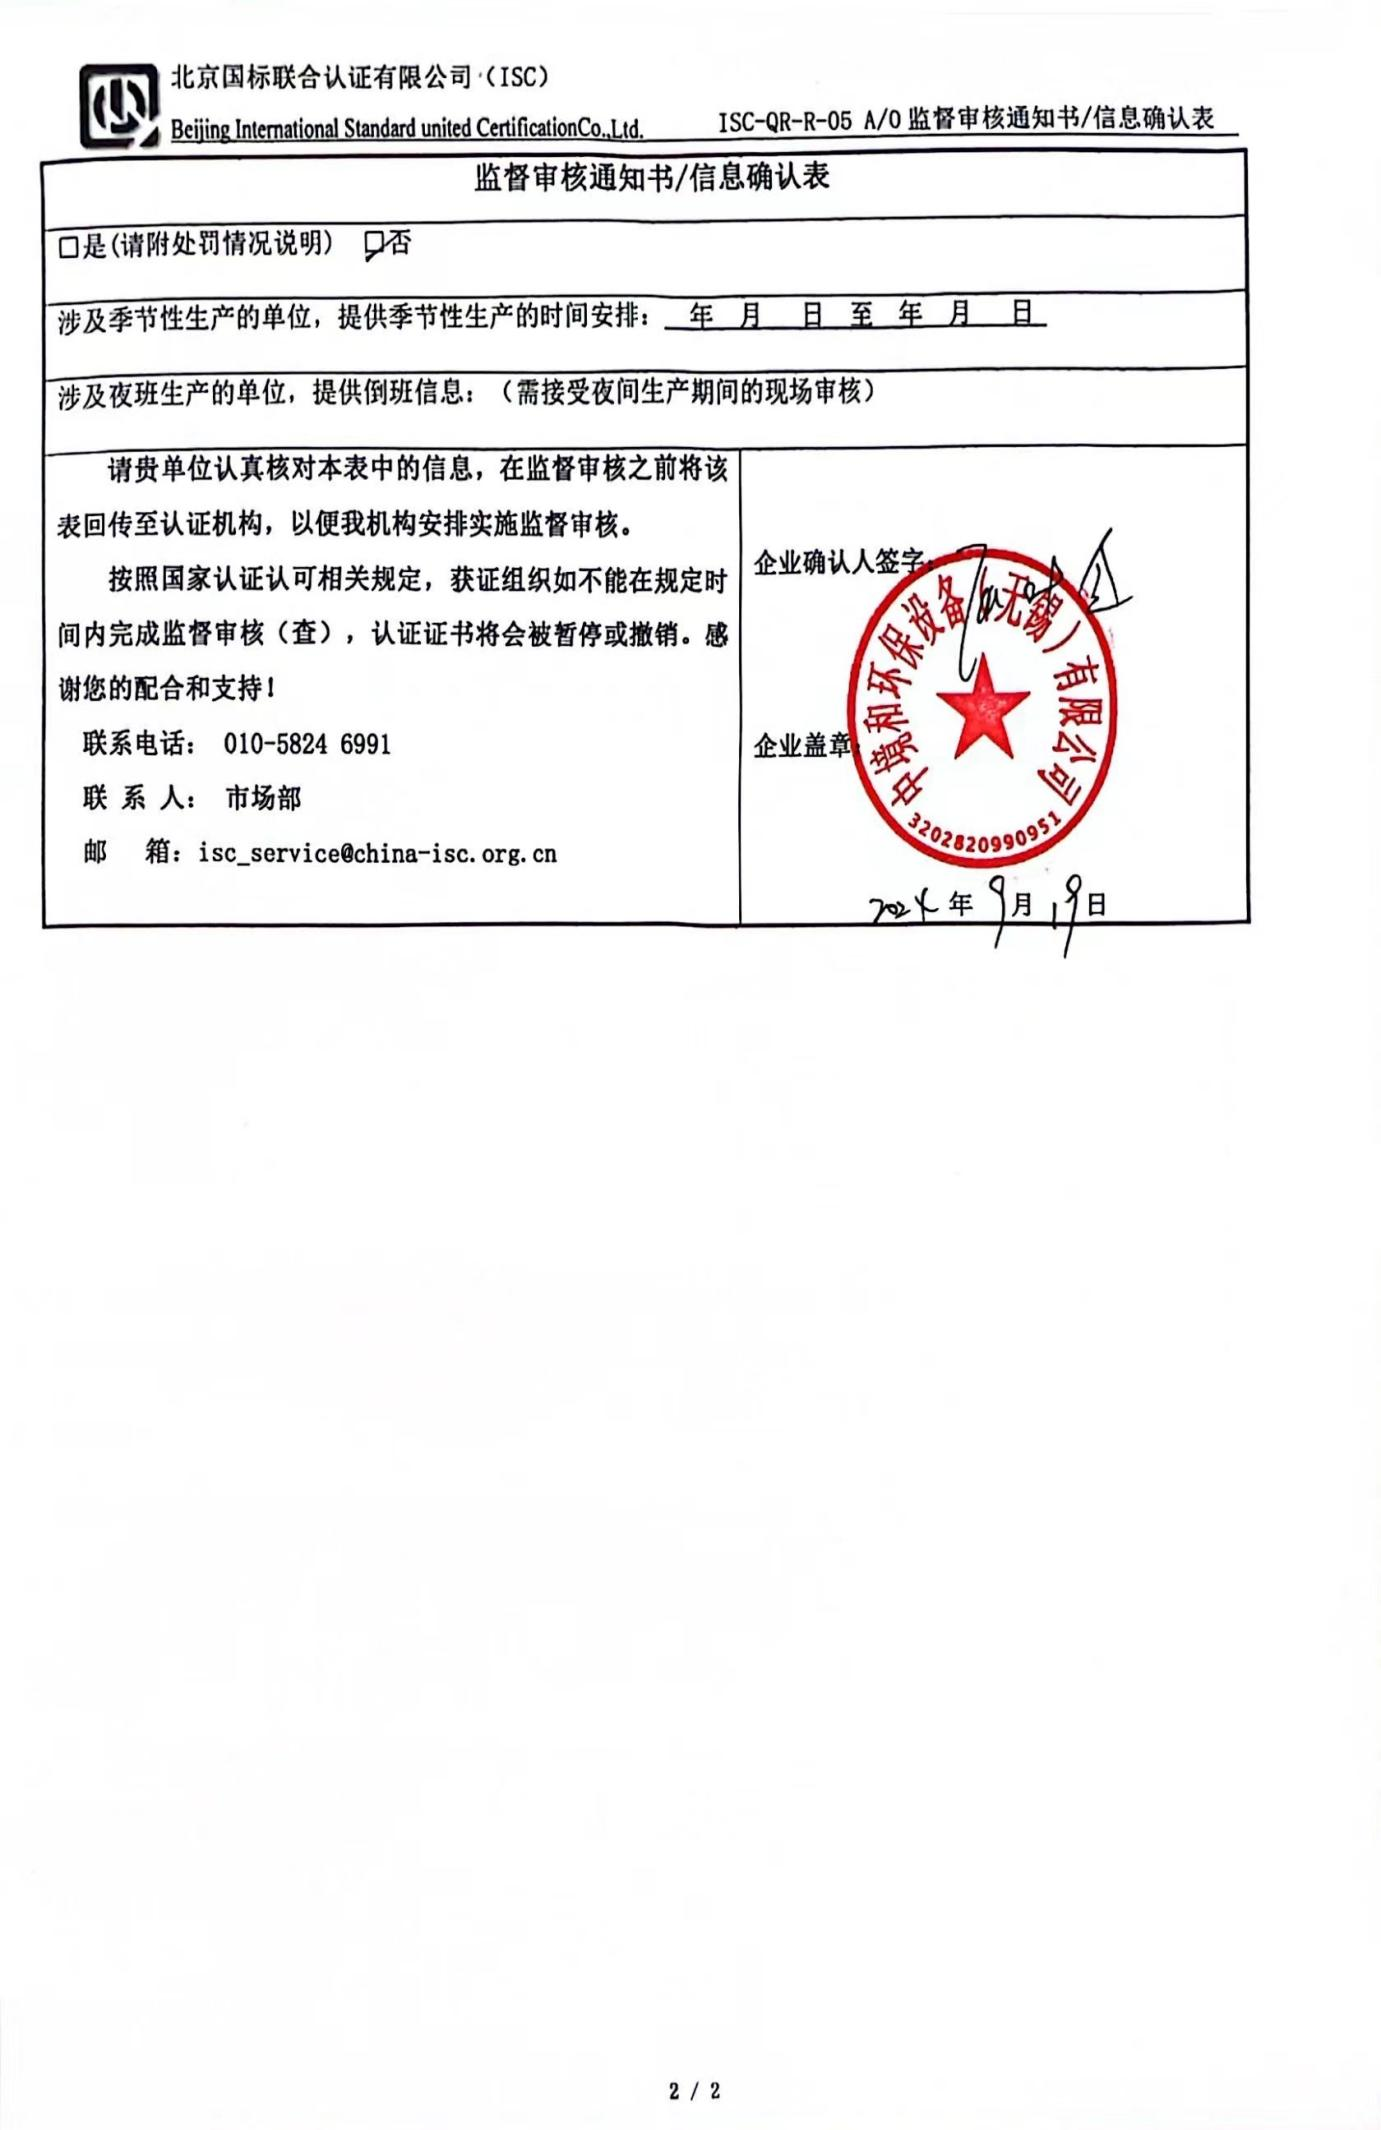 北京国标联合认证有限公司（ISC）
Beijing International Standard united CertificationCo.,Ltd.
ISC-QR-R-05 A/0 监督审核通知书/信息确认表
监督审核通知书/信息确认表
□是(请附处罚情况说明) ☑否
涉及季节性生产的单位，提供季节性生产的时间安排： 年 月 日 至 年 月 日
涉及夜班生产的单位，提供倒班信息：（需接受夜间生产期间的现场审核）
请贵单位认真核对本表中的信息，在监督审核之前将该
表回传至认证机构，以便我机构安排实施监督审核。
按照国家认证认可相关规定，获证组织如不能在规定时
间内完成监督审核（查），认证证书将会被暂停或撤销。感
谢您的配合和支持！
联系电话： 010-5824 6991
联 系 人： 市场部
邮 箱：isc_service@china-isc.org.cn
企业确认人签字：
企业盖章：
中境和环保设备（无锡）有限公司
3202820990951
2024 年 9 月 19 日
2 / 2